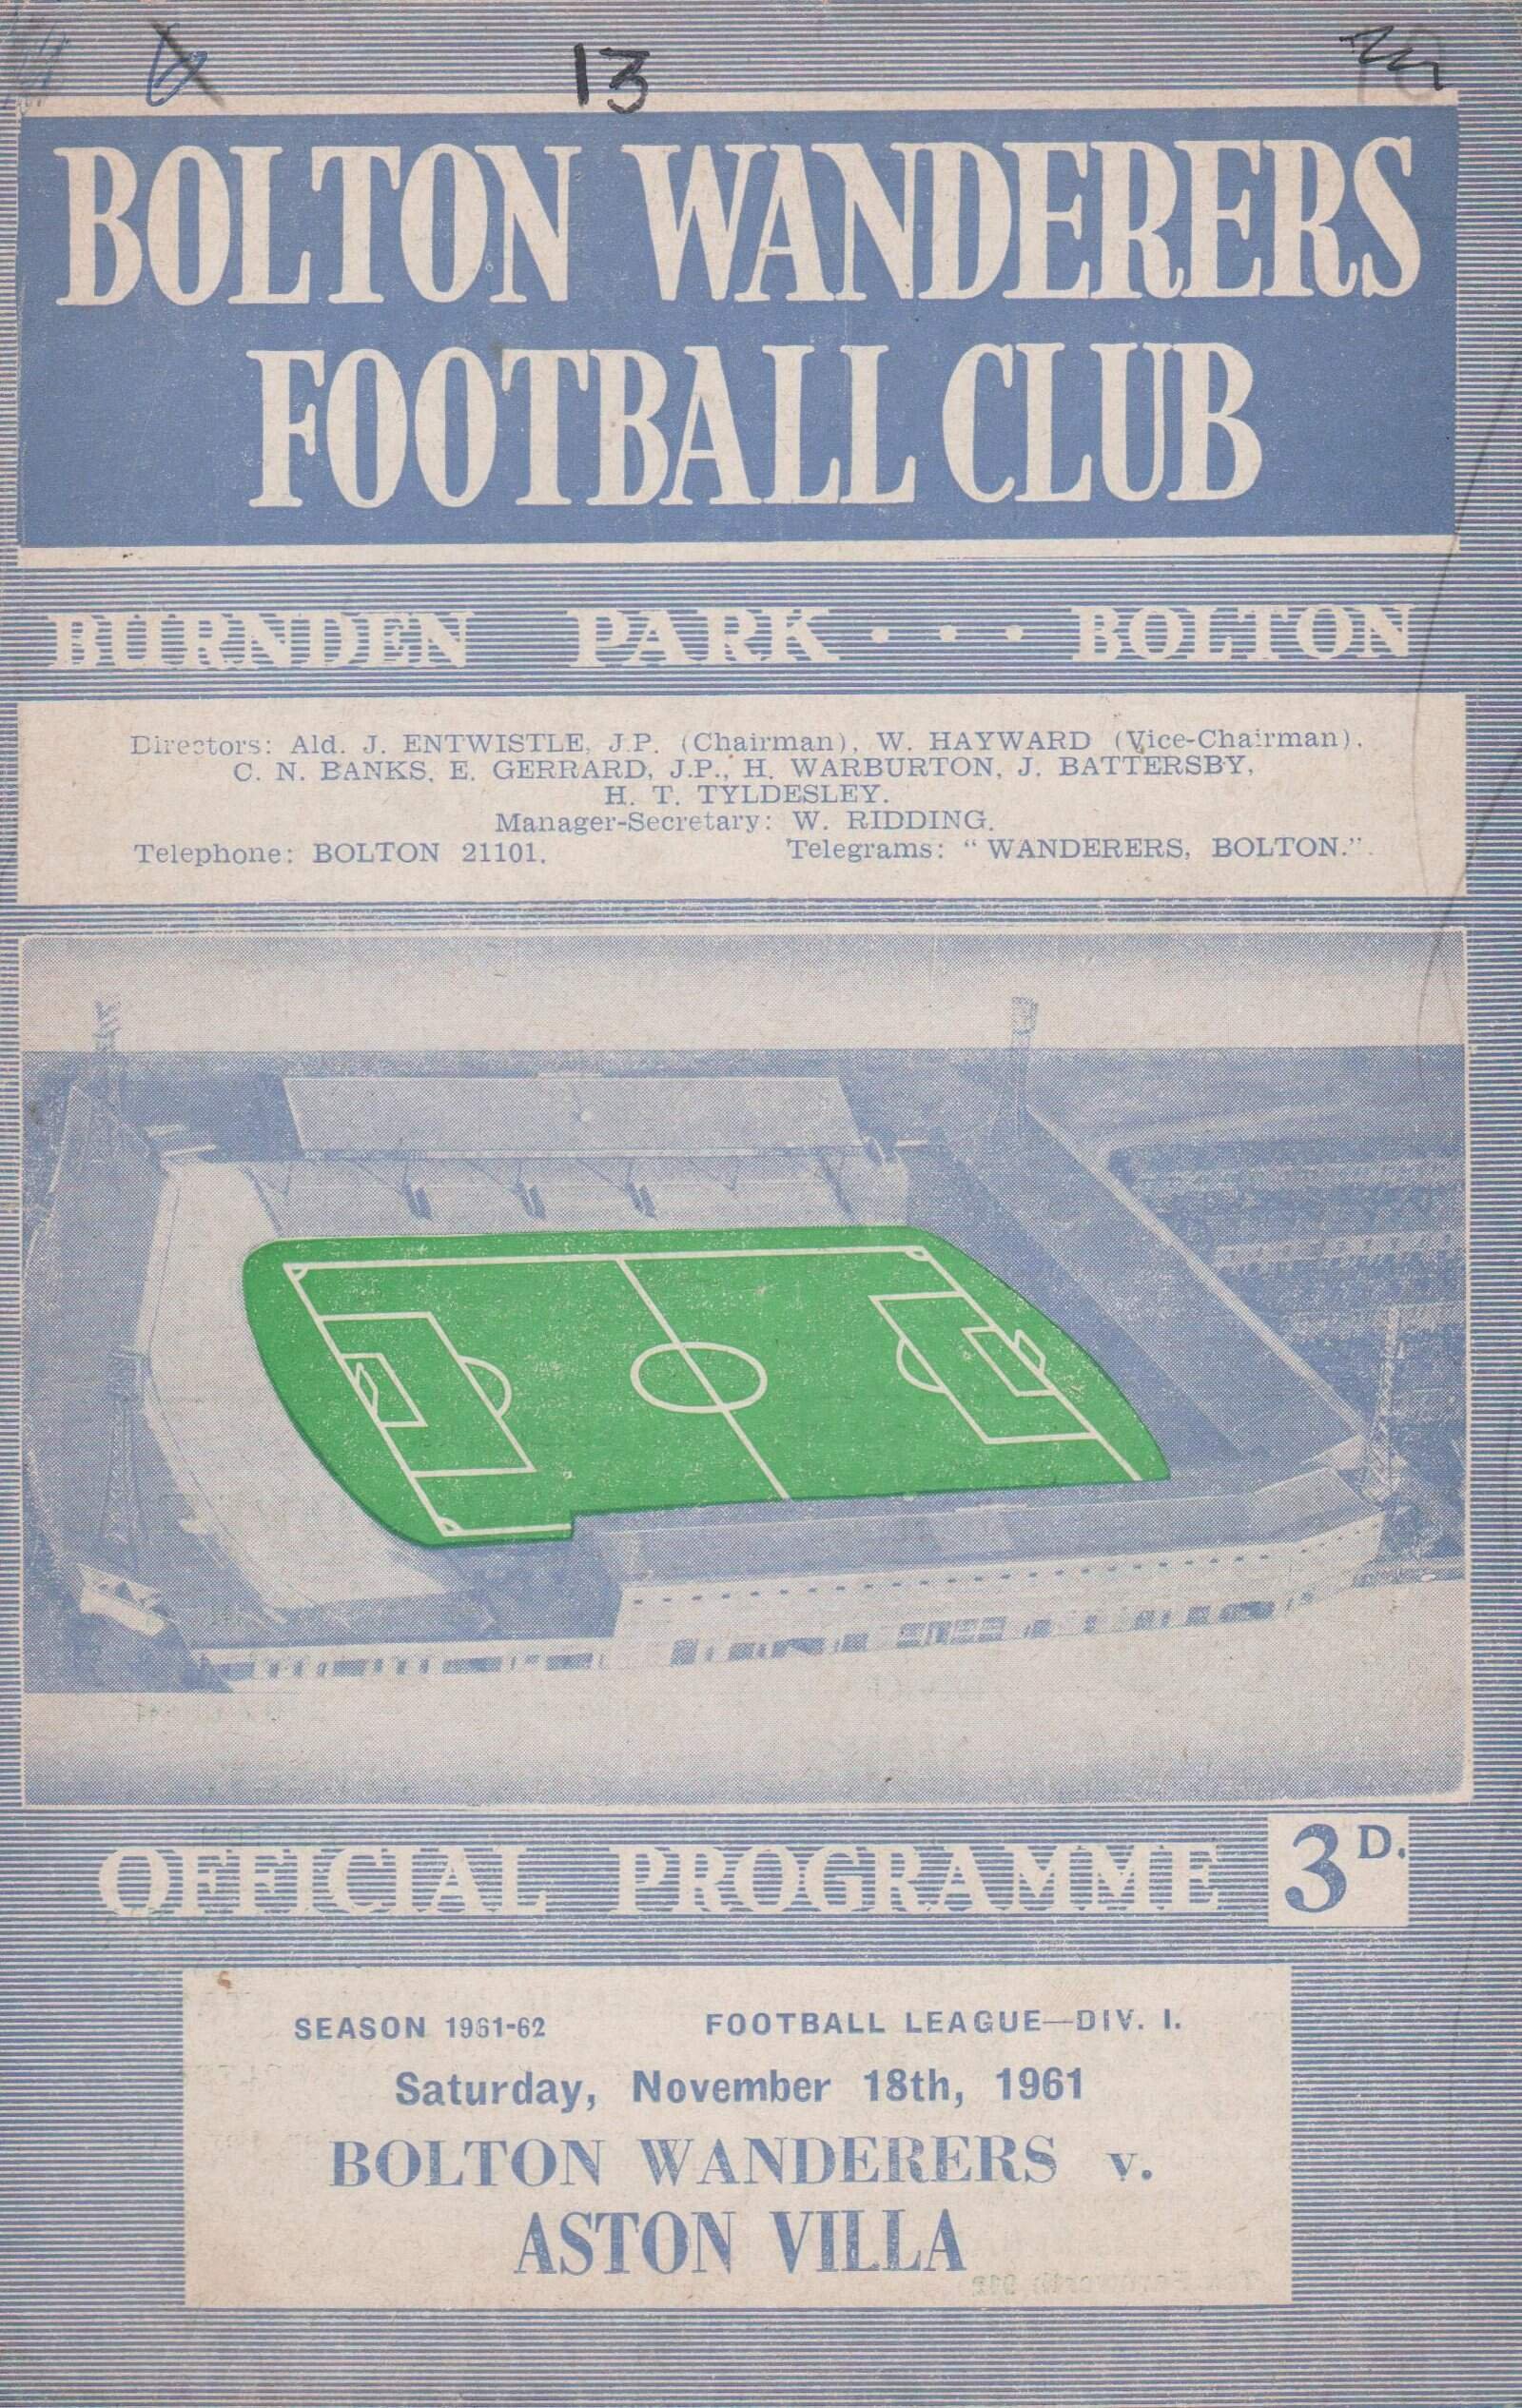 13
BOLTON WANDERERS
FOOTBALL CLUB
BURNDEN PARK . . . BOLTON
Directors: Ald. J. ENTWISTLE, J.P. (Chairman), W. HAYWARD (Vice-Chairman),
C. N. BANKS, E. GERRARD, J.P., H. WARBURTON, J. BATTERSBY,
H. T. TYLDESLEY.
Manager-Secretary: W. RIDDING.
Telephone: BOLTON 21101. Telegrams: "WANDERERS, BOLTON."
OFFICIAL PROGRAMME 3D.
SEASON 1961-62 FOOTBALL LEAGUE—DIV. I.
Saturday, November 18th, 1961
BOLTON WANDERERS v.
ASTON VILLA